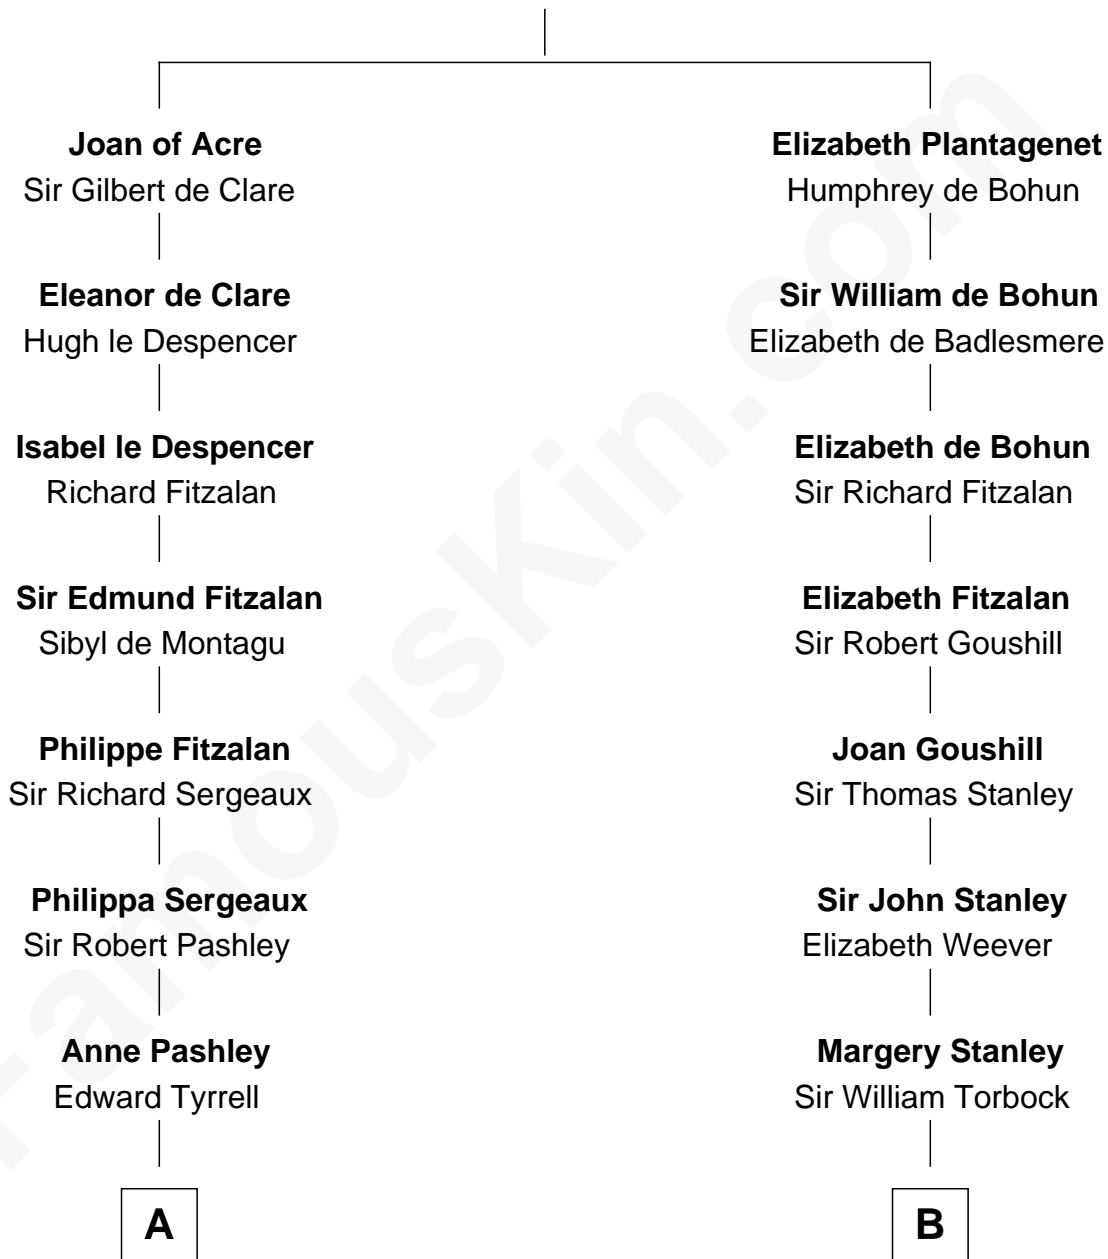 Joan of Acre
Sir Gilbert de Clare
Eleanor de Clare
Hugh le Despencer
Isabel le Despencer
Richard Fitzalan
Sir Edmund Fitzalan
Sibyl de Montagu
Philippe Fitzalan
Sir Richard Sergeaux
Philippa Sergeaux
Sir Robert Pashley
Anne Pashley
Edward Tyrrell
A
Elizabeth Plantagenet
Humphrey de Bohun
Sir William de Bohun
Elizabeth de Badlesmere
Elizabeth de Bohun
Sir Richard Fitzalan
Elizabeth Fitzalan
Sir Robert Goushill
Joan Goushill
Sir Thomas Stanley
Sir John Stanley
Elizabeth Weever
Margery Stanley
Sir William Torbock
B
FamousKin.com